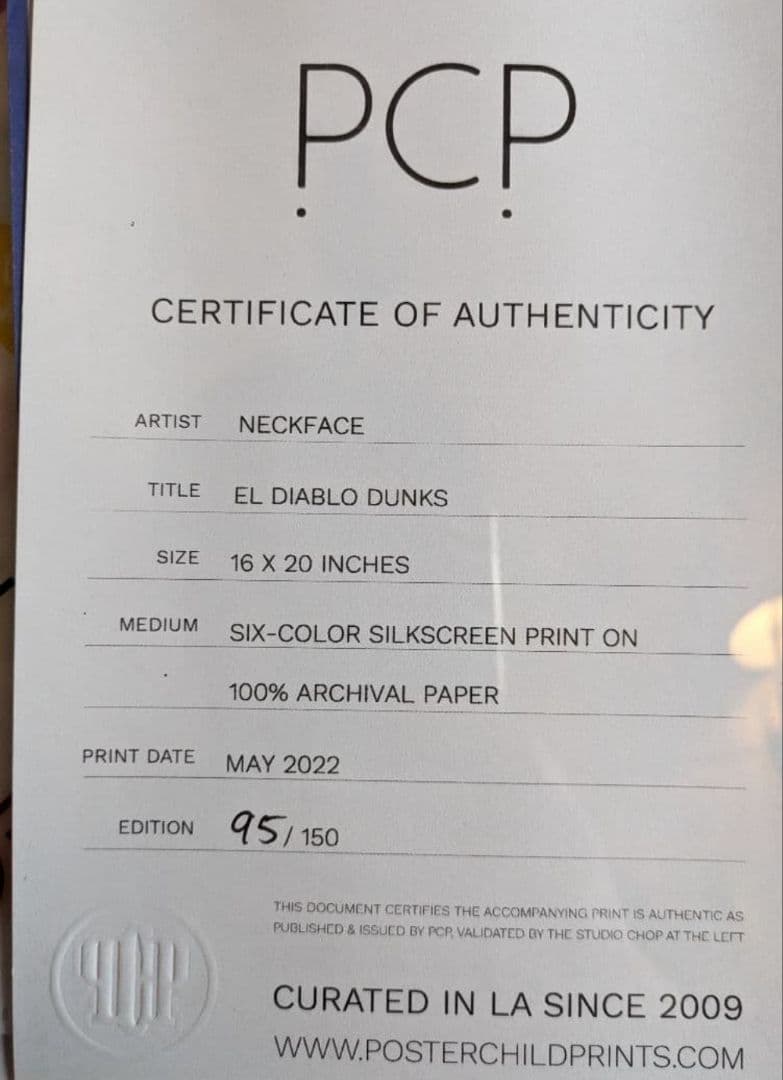 PCP
CERTIFICATE OF AUTHENTICITY
ARTIST NECKFACE
TITLE EL DIABLO DUNKS
SIZE 16 X 20 INCHES
MEDIUM SIX-COLOR SILKSCREEN PRINT ON
100% ARCHIVAL PAPER
PRINT DATE MAY 2022
EDITION 95/150
THIS DOCUMENT CERTIFIES THE ACCOMPANYING PRINT IS AUTHENTIC AS
PUBLISHED & ISSUED BY PCP, VALIDATED BY THE STUDIO CHOP AT THE LEFT
PCP
CURATED IN LA SINCE 2009
WWW.POSTERCHILDPRINTS.COM